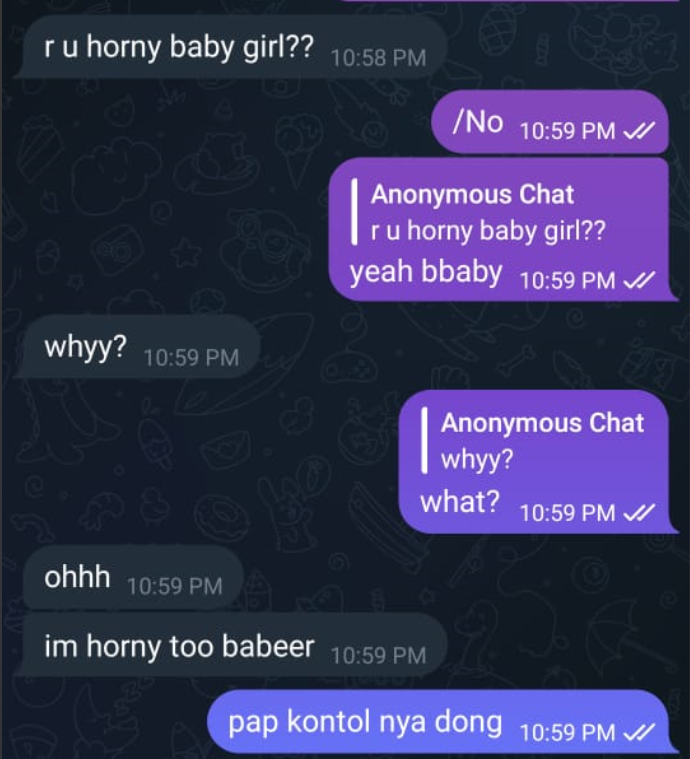 r u horny baby girl??
10:58 PM
/No
10:59 PM
Anonymous Chat
r u horny baby girl??
yeah bbaby
10:59 PM
whyy?
10:59 PM
Anonymous Chat
whyy?
what?
10:59 PM
ohhh
10:59 PM
im horny too babeer
10:59 PM
pap kontol nya dong
10:59 PM